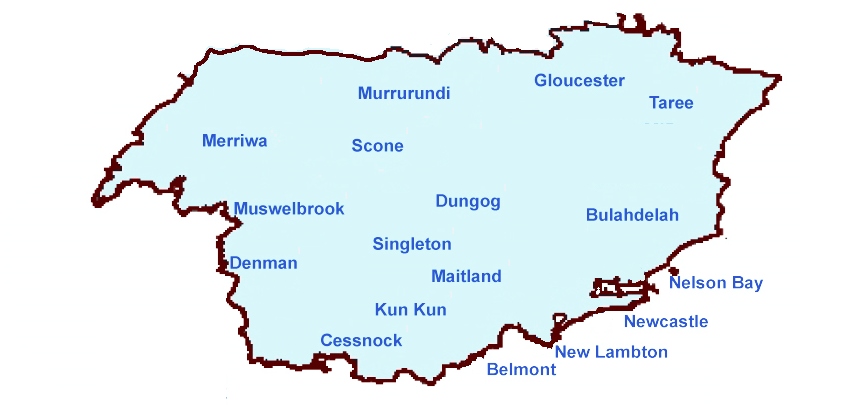 Gloucester
Murrurundi
Taree
Merriwa
Scone
Dungog
Muswelbrook
Bulahdelah
Singleton
Denman
Maitland
Nelson Bay
Kun Kun
Newcastle
Cessnock
New Lambton
Belmont